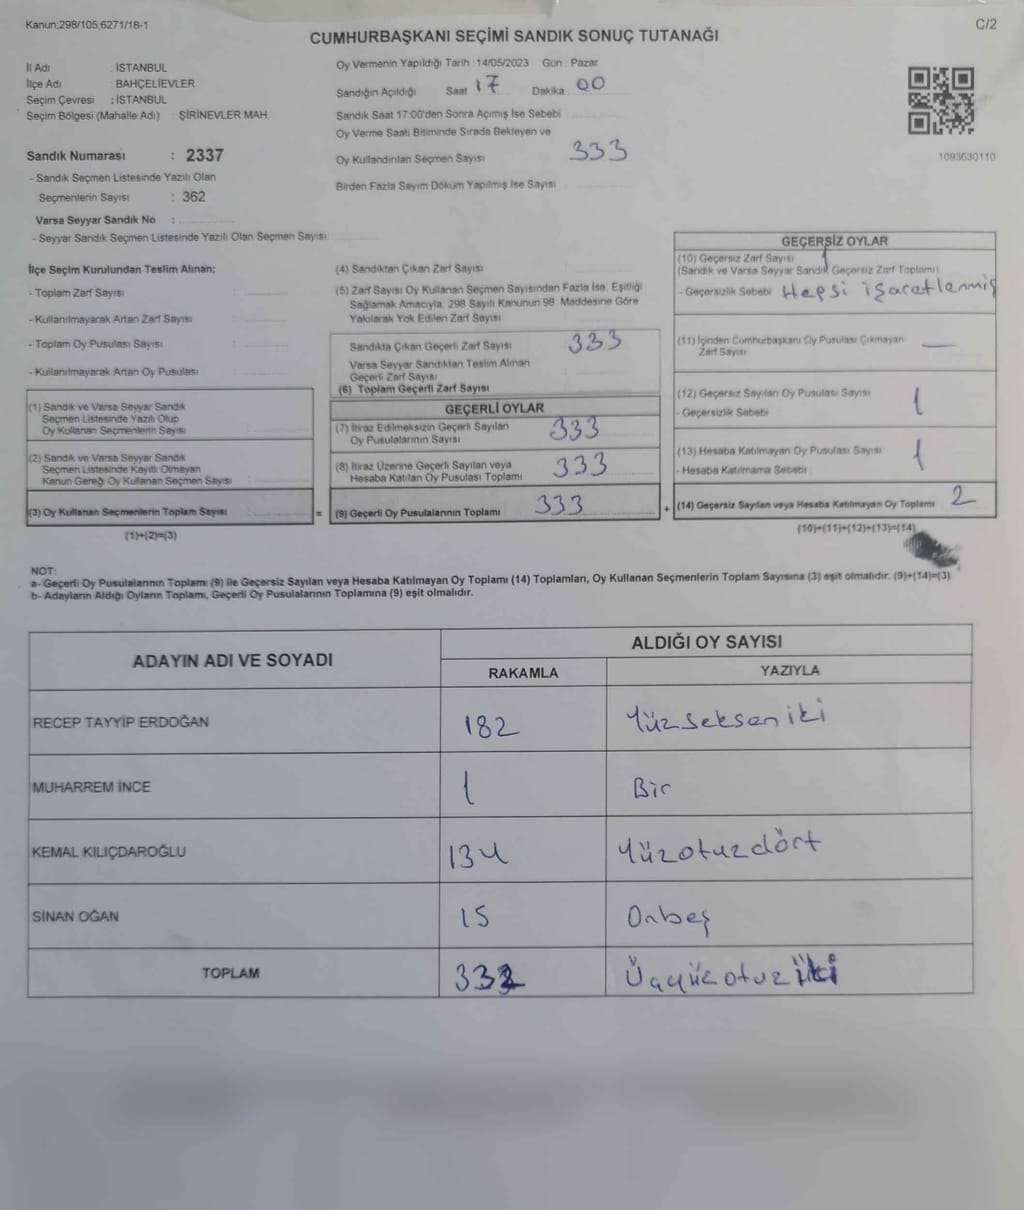 Kanun;298/105;6271/18-1
C/2
CUMHURBAŞKANI SEÇİMİ SANDIK SONUÇ TUTANAĞI
İl Adı : İSTANBUL
İlçe Adı : BAHÇELİEVLER
Seçim Çevresi : İSTANBUL
Seçim Bölgesi (Mahalle Adı) : ŞİRİNEVLER MAH.
Sandık Numarası : 2337
- Sandık Seçmen Listesinde Yazılı Olan
Seçmenlerin Sayısı : 362
Varsa Seyyar Sandık No :
- Seyyar Sandık Seçmen Listesinde Yazılı Olan Seçmen Sayısı:
Oy Vermenin Yapıldığı Tarih :14/05/2023 Gün : Pazar
Sandığın Açıldığı Saat 17 Dakika 00
Sandık Saat 17:00'den Sonra Açımış İse Sebebi
Oy Verme Saati Bitiminde Sırada Bekleyen ve
Oy Kullandırılan Seçmen Sayısı 333
Birden Fazla Sayım Döküm Yapılmış İse Sayısı
1093630110
İlçe Seçim Kurulundan Teslim Alınan;
- Toplam Zarf Sayısı :
- Kullanılmayarak Artan Zarf Sayısı :
- Toplam Oy Pusulası Sayısı :
- Kullanılmayarak Artan Oy Pusulası :
(1) Sandık ve Varsa Seyyar Sandık
Seçmen Listesinde Yazılı Olup
Oy Kullanan Seçmenlerin Sayısı :
(2) Sandık ve Varsa Seyyar Sandık
Seçmen Listesinde Kayıtlı Olmayan
Kanun Gereği Oy Kullanan Seçmen Sayısı :
(3) Oy Kullanan Seçmenlerin Toplam Sayısı =
(1)+(2)=(3)
(4) Sandıktan Çıkan Zarf Sayısı
(5) Zarf Sayısı Oy Kullanan Seçmen Sayısından Fazla İse, Eşitliği
Sağlamak Amacıyla, 298 Sayılı Kanunun 98. Maddesine Göre
Yakılarak Yok Edilen Zarf Sayısı
Sandıkta Çıkan Geçerli Zarf Sayısı 333
Varsa Seyyar Sandıktan Teslim Alınan
Geçerli Zarf Sayısı
(6) Toplam Geçerli Zarf Sayısı
GEÇERLİ OYLAR
(7) İtiraz Edilmeksizin Geçerli Sayılan
Oy Pusulalarının Sayısı 333
(8) İtiraz Üzerine Geçerli Sayılan veya
Hesaba Katılan Oy Pusulası Toplamı 333
(9) Geçerli Oy Pusulalarının Toplamı 333 +
GEÇERSİZ OYLAR
(10) Geçersiz Zarf Sayısı 1
(Sandık ve Varsa Seyyar Sandık Geçersiz Zarf Toplamı)
- Geçersizlik Sebebi Hepsi işaretlenmiş
(11) İçinden Cumhurbaşkanı Oy Pusulası Çıkmayan
Zarf Sayısı —
(12) Geçersiz Sayılan Oy Pusulası Sayısı 1
- Geçersizlik Sebebi
(13) Hesaba Katılmayan Oy Pusulası Sayısı 1
- Hesaba Katılmama Sebebi
(14) Geçersiz Sayılan veya Hesaba Katılmayan Oy Toplamı 2
(10)+(11)+(12)+(13)=(14)
NOT:
a- Geçerli Oy Pusulalarının Toplamı (9) ile Geçersiz Sayılan veya Hesaba Katılmayan Oy Toplamı (14) Toplamları, Oy Kullanan Seçmenlerin Toplam Sayısına (3) eşit olmalıdır. (9)+(14)=(3)
b- Adayların Aldığı Oyların Toplamı, Geçerli Oy Pusulalarının Toplamına (9) eşit olmalıdır.
ADAYIN ADI VE SOYADI ALDIĞI OY SAYISI
RAKAMLA YAZIYLA
RECEP TAYYİP ERDOĞAN 182 Yüzseksen iki
MUHARREM İNCE 1 Bir
KEMAL KILIÇDAROĞLU 134 Yüzotuzdört
SİNAN OĞAN 15 Onbeş
TOPLAM 332 Üçyüzotuz iki